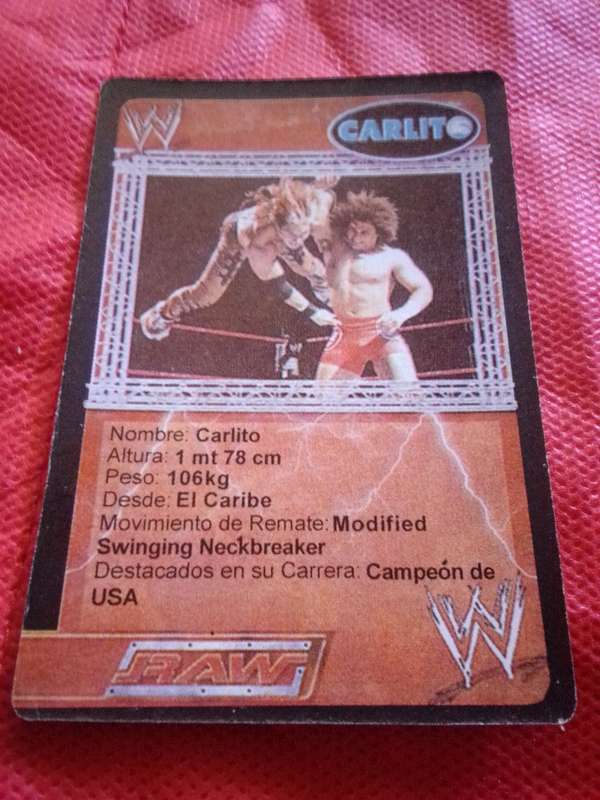 W
CARLITO
Nombre: Carlito
Altura: 1 mt 78 cm
Peso: 106kg
Desde: El Caribe
Movimiento de Remate: Modified
Swinging Neckbreaker
Destacados en su Carrera: Campeón de
USA
W
RAW